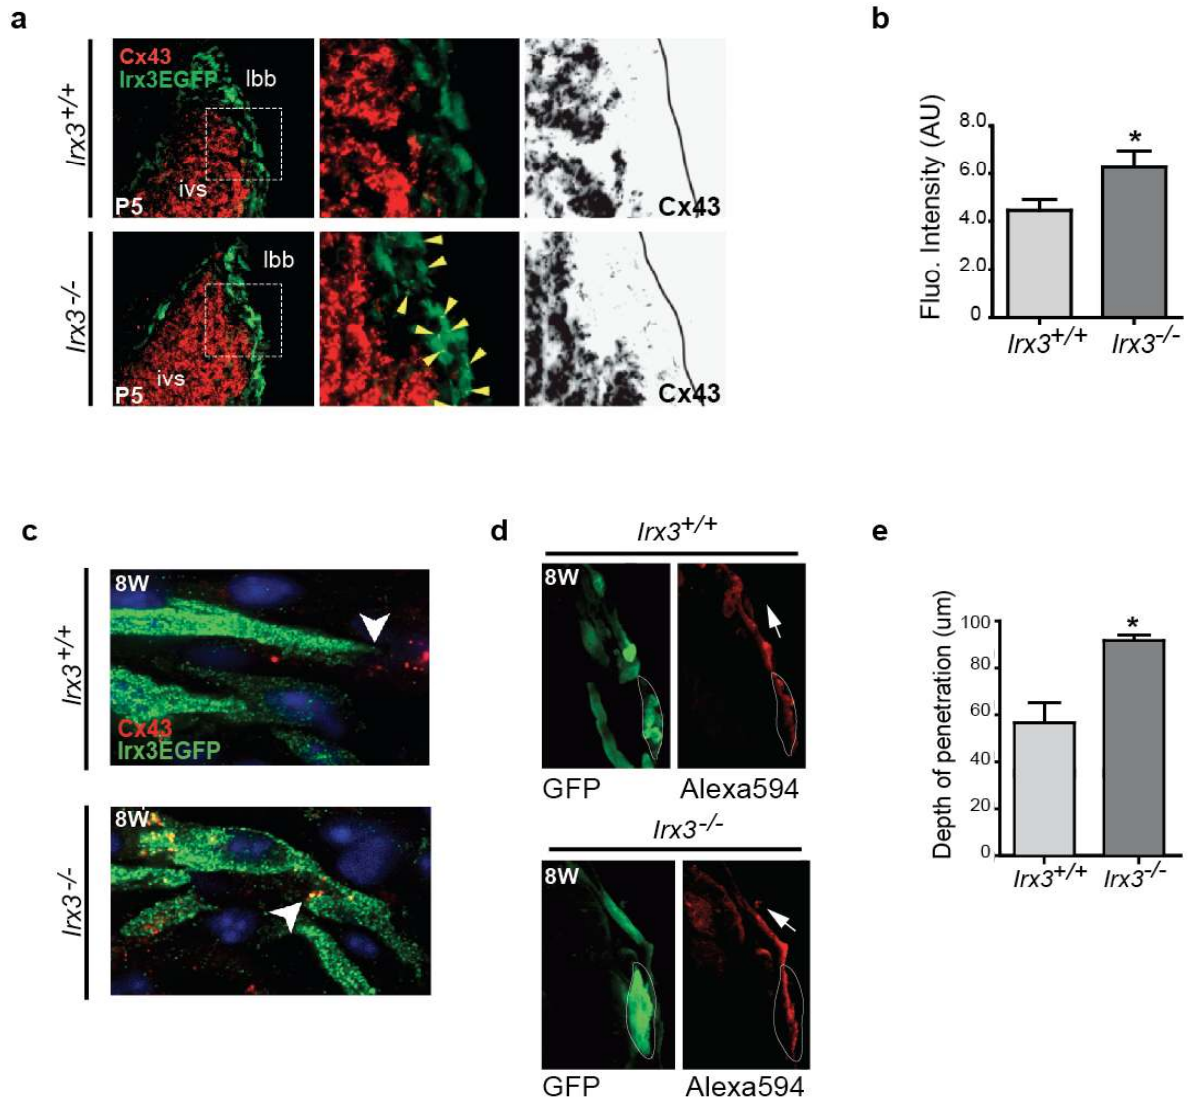 a
Irx3+/+
Cx43
Irx3EGFP
lbb
ivs
P5
Cx43
Irx3-/-
lbb
ivs
P5
Cx43
b
Fluo. Intensity (AU)
8.0
6.0
4.0
2.0
0
*
Irx3+/+
Irx3-/-
c
Irx3+/+
8W
Cx43
Irx3EGFP
Irx3-/-
8W
d
Irx3+/+
8W
GFP
Alexa594
Irx3-/-
8W
GFP
Alexa594
e
Depth of penetration (um)
100
80
60
40
20
0
*
Irx3+/+
Irx3-/-